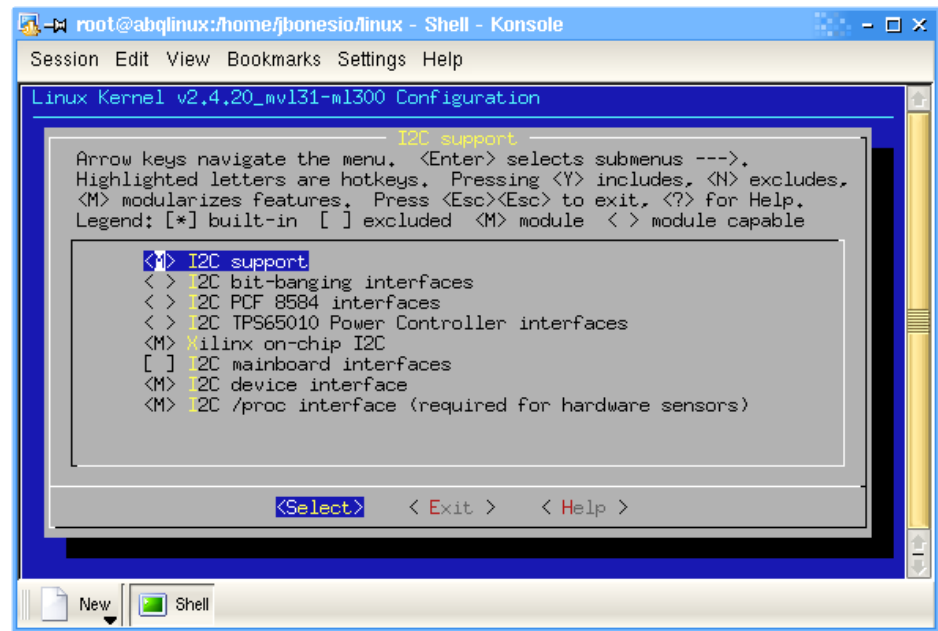 root@abqlinux:/home/jbonesio/linux - Shell - Konsole
Session Edit View Bookmarks Settings Help
Linux Kernel v2.4.20_mvl31-ml300 Configuration
I2C support
Arrow keys navigate the menu. <Enter> selects submenus --->.
Highlighted letters are hotkeys. Pressing <Y> includes, <N> excludes,
<M> modularizes features. Press <Esc><Esc> to exit, <?> for Help.
Legend: [*] built-in [ ] excluded <M> module < > module capable
<M> I2C support
< > I2C bit-banging interfaces
< > I2C PCF 8584 interfaces
< > I2C TPS65010 Power Controller interfaces
<M> Xilinx on-chip I2C
[ ] I2C mainboard interfaces
<M> I2C device interface
<M> I2C /proc interface (required for hardware sensors)
<Select> < Exit > < Help >
New Shell